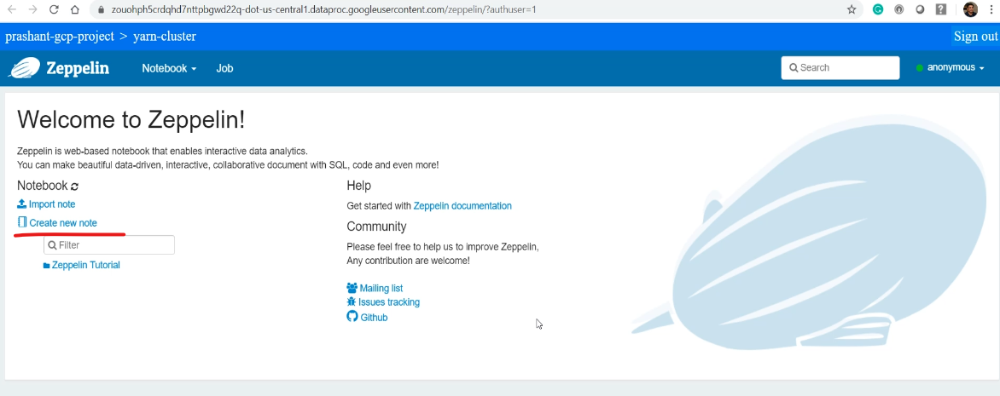 zouohph5crdqhd7nttpbgwd22q-dot-us-central1.dataproc.googleusercontent.com/zeppelin/?authuser=1
prashant-gcp-project > yarn-cluster
Sign out
Zeppelin
Notebook
Job
Search
anonymous
Welcome to Zeppelin!
Zeppelin is web-based notebook that enables interactive data analytics.
You can make beautiful data-driven, interactive, collaborative document with SQL, code and even more!
Notebook
Import note
Create new note
Filter
Zeppelin Tutorial
Help
Get started with Zeppelin documentation
Community
Please feel free to help us to improve Zeppelin,
Any contribution are welcome!
Mailing list
Issues tracking
Github